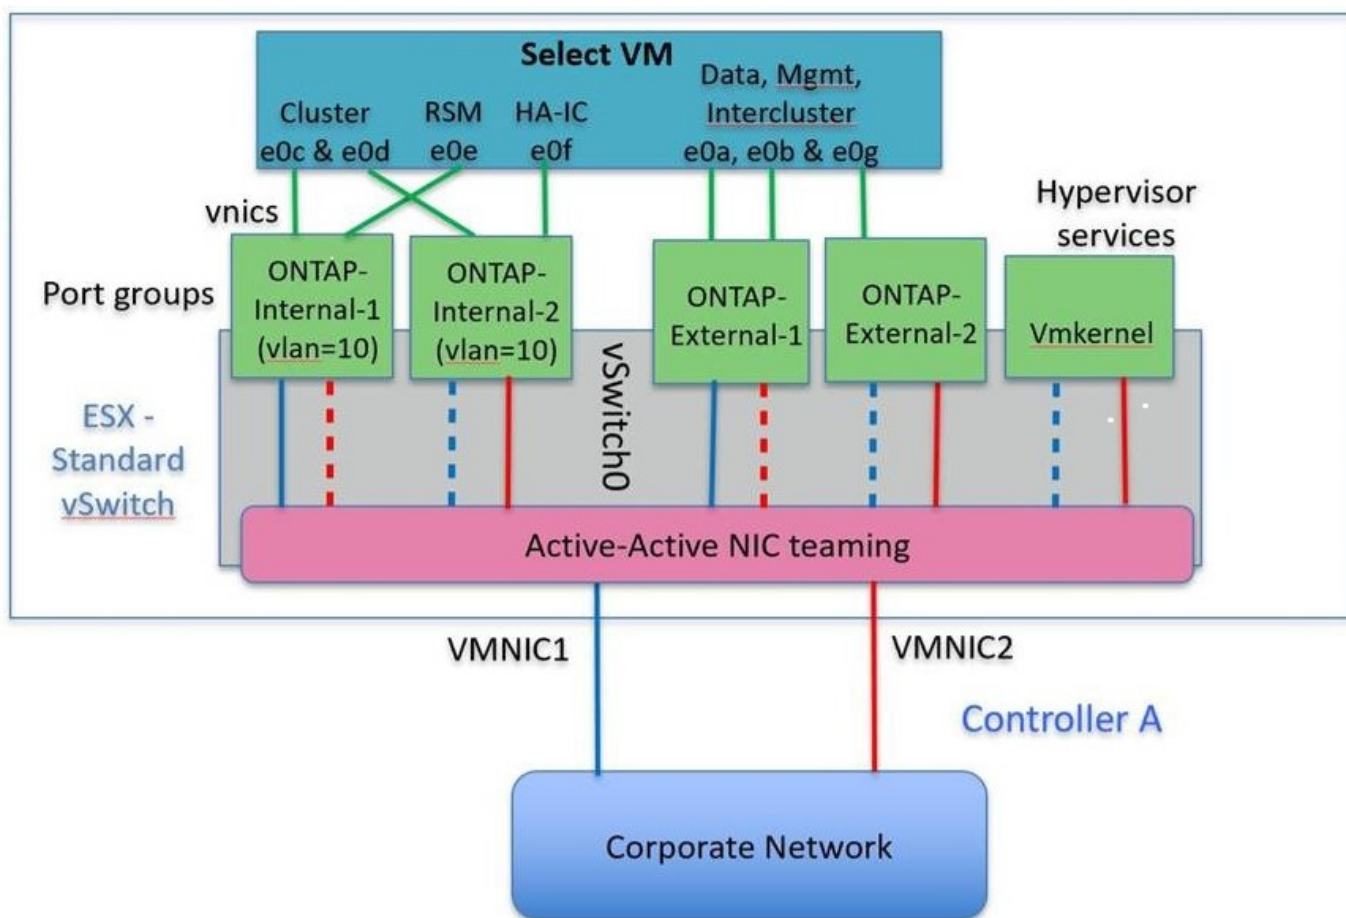 Select VM
Cluster
e0c & e0d
RSM
e0e
HA-IC
e0f
Data, Mgmt,
Intercluster
e0a, e0b & e0g
vnics
Hypervisor
services
Port groups
ONTAP-
Internal-1
(vlan=10)
ONTAP-
Internal-2
(vlan=10)
ONTAP-
External-1
ONTAP-
External-2
Vmkernel
vSwitch0
ESX -
Standard
vSwitch
Active-Active NIC teaming
VMNIC1
VMNIC2
Controller A
Corporate Network